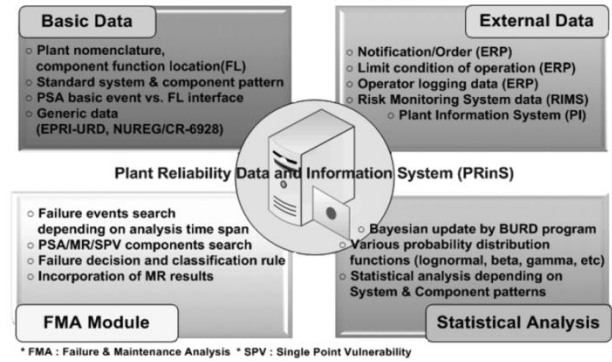 Basic Data
○ Plant nomenclature,
component function location(FL)
○ Standard system & component pattern
○ PSA basic event vs. FL interface
○ Generic data
(EPRI-URD, NUREG/CR-6928)
External Data
○ Notification/Order (ERP)
○ Limit condition of operation (ERP)
○ Operator logging data (ERP)
○ Risk Monitoring System data (RIMS)
○ Plant Information System (PI)
Plant Reliability Data and Information System (PRinS)
○ Failure events search
depending on analysis time span
○ PSA/MR/SPV components search
○ Failure decision and classification rule
○ Incorporation of MR results
FMA Module
○ Bayesian update by BURD program
○ Various probability distribution
functions (lognormal, beta, gamma, etc)
○ Statistical analysis depending on
System & Component patterns
Statistical Analysis
* FMA : Failure & Maintenance Analysis * SPV : Single Point Vulnerability